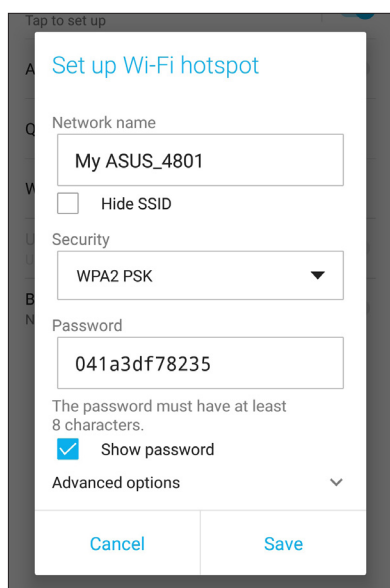 Tap to set up
A
Set up Wi-Fi hotspot
Network name
Q
My ASUS_4801
Hide SSID
W
Security
U
U
WPA2 PSK
B
N
Password
041a3df78235
The password must have at least
8 characters.
Show password
Advanced options
Cancel Save